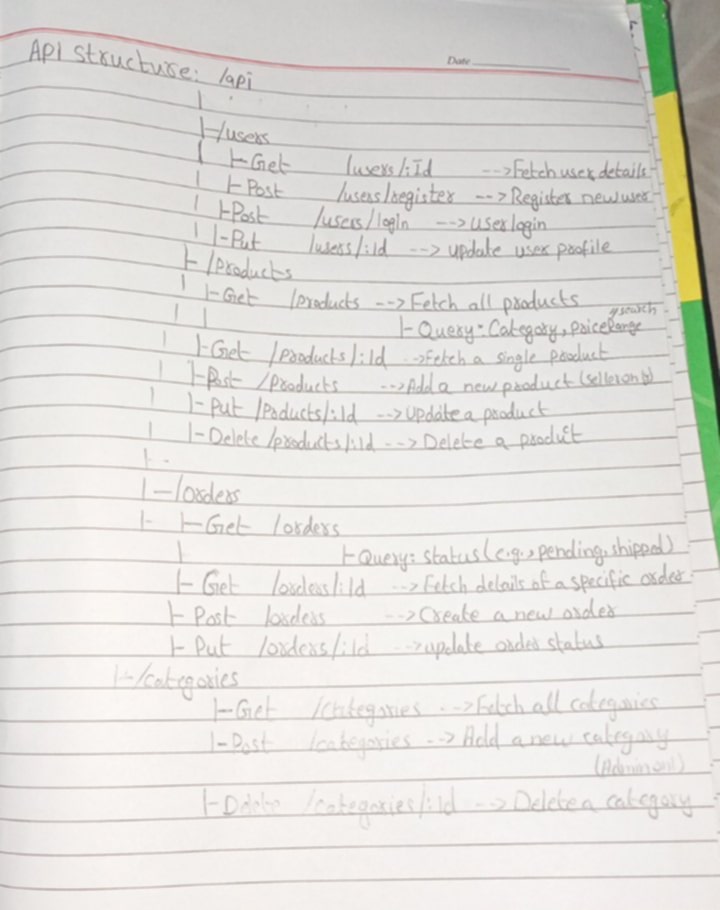 Date
API structure: /api
|-/users
|-Get /users/:Id --> Fetch user details
|-Post /users/register --> Register new user
|-Post /users/login --> user login
|-Put /users/:id --> update user profile
|-/products
|-Get /products --> Fetch all products
|-Query: Category, price Range, search
|-Get /products/:Id --> Fetch a single product
|-Post /products --> Add a new product (seller only)
|-Put /Poducts/:id --> update a product
|-Delete /products/:id --> Delete a product
|-/orders
|-Get /orders
|-Query: status (e.g., pending, shipped)
|-Get /orders/:id --> Fetch details of a specific order
|-Post /orders --> Create a new order
|-Put /orders/:id --> update order status
|-/categories
|-Get /categories --> Fetch all categories
|-Post /categories --> Add a new category
(Admin onl)
|-Delete /categories/:id --> Delete a category